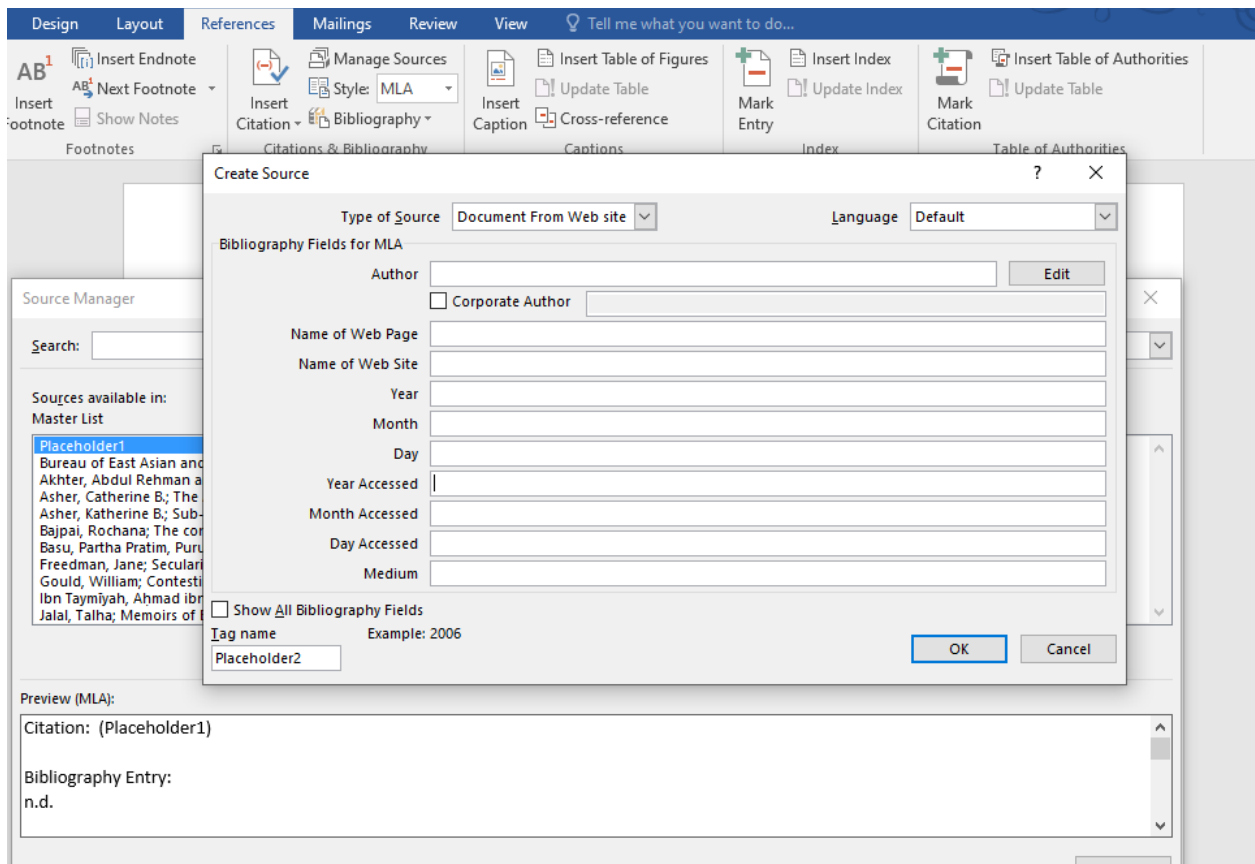 Design Layout References Mailings Review View Tell me what you want to do...
AB1 Insert Footnote
Insert Endnote
AB1 Next Footnote
Show Notes
Footnotes
Insert Citation
Manage Sources
Style: MLA
Bibliography
Citations & Bibliography
Insert Caption
Insert Table of Figures
Update Table
Cross-reference
Captions
Mark Entry
Insert Index
Update Index
Index
Mark Citation
Insert Table of Authorities
Update Table
Table of Authorities
Create Source ?
Type of Source Document From Web site Language Default
Bibliography Fields for MLA
Author Edit
Corporate Author
Name of Web Page
Name of Web Site
Year
Month
Day
Year Accessed
Month Accessed
Day Accessed
Medium
Show All Bibliography Fields
Tag name Example: 2006
Placeholder2
OK Cancel
Source Manager
Search:
Sources available in:
Master List
Placeholder1
Bureau of East Asian and
Akhter, Abdul Rehman a
Asher, Catherine B.; The
Asher, Katherine B.; Sub-
Bajpai, Rochana; The cor
Basu, Partha Pratim, Puru
Freedman, Jane; Seculari
Gould, William; Contesti
Ibn Taymīyah, Aḥmad ibn
Jalal, Talha; Memoirs of
Preview (MLA):
Citation: (Placeholder1)
Bibliography Entry:
n.d.